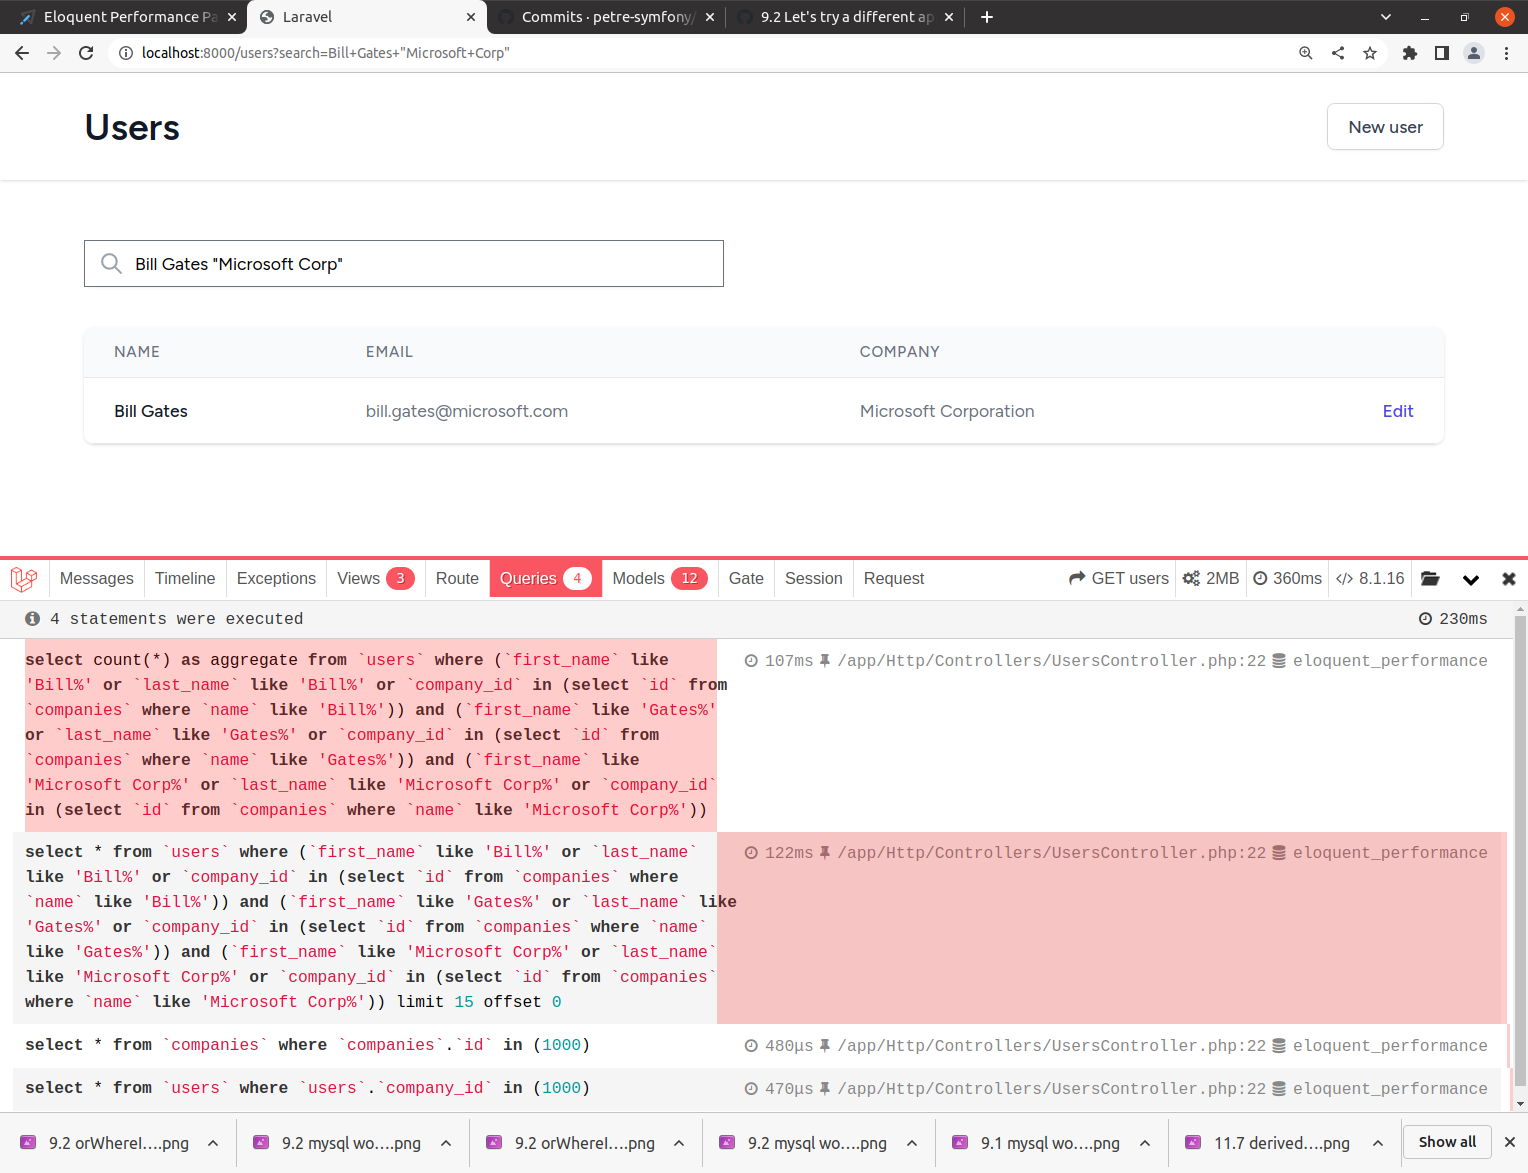 Eloquent Performance Pa
Laravel
Commits · petre-symfony/
9.2 Let's try a different ap
localhost:8000/users?search=Bill+Gates+"Microsoft+Corp"
Users
New user
Bill Gates "Microsoft Corp"
NAME EMAIL COMPANY
Bill Gates bill.gates@microsoft.com Microsoft Corporation Edit
Messages Timeline Exceptions Views 3 Route Queries 4 Models 12 Gate Session Request GET users 2MB 360ms 8.1.16
4 statements were executed 230ms
select count(*) as aggregate from `users` where (`first_name` like
'Bill%' or `last_name` like 'Bill%' or `company_id` in (select `id` from
`companies` where `name` like 'Bill%')) and (`first_name` like 'Gates%'
or `last_name` like 'Gates%' or `company_id` in (select `id` from
`companies` where `name` like 'Gates%')) and (`first_name` like
'Microsoft Corp%' or `last_name` like 'Microsoft Corp%' or `company_id`
in (select `id` from `companies` where `name` like 'Microsoft Corp%'))
107ms /app/Http/Controllers/UsersController.php:22 eloquent_performance
select * from `users` where (`first_name` like 'Bill%' or `last_name`
like 'Bill%' or `company_id` in (select `id` from `companies` where
`name` like 'Bill%')) and (`first_name` like 'Gates%' or `last_name` like
'Gates%' or `company_id` in (select `id` from `companies` where `name`
like 'Gates%')) and (`first_name` like 'Microsoft Corp%' or `last_name`
like 'Microsoft Corp%' or `company_id` in (select `id` from `companies`
where `name` like 'Microsoft Corp%')) limit 15 offset 0
122ms /app/Http/Controllers/UsersController.php:22 eloquent_performance
select * from `companies` where `companies`.`id` in (1000) 480μs /app/Http/Controllers/UsersController.php:22 eloquent_performance
select * from `users` where `users`.`company_id` in (1000) 470μs /app/Http/Controllers/UsersController.php:22 eloquent_performance
9.2 orWhereI....png 9.2 mysql wo....png 9.2 orWhereI....png 9.2 mysql wo....png 9.1 mysql wo....png 11.7 derived....png Show all